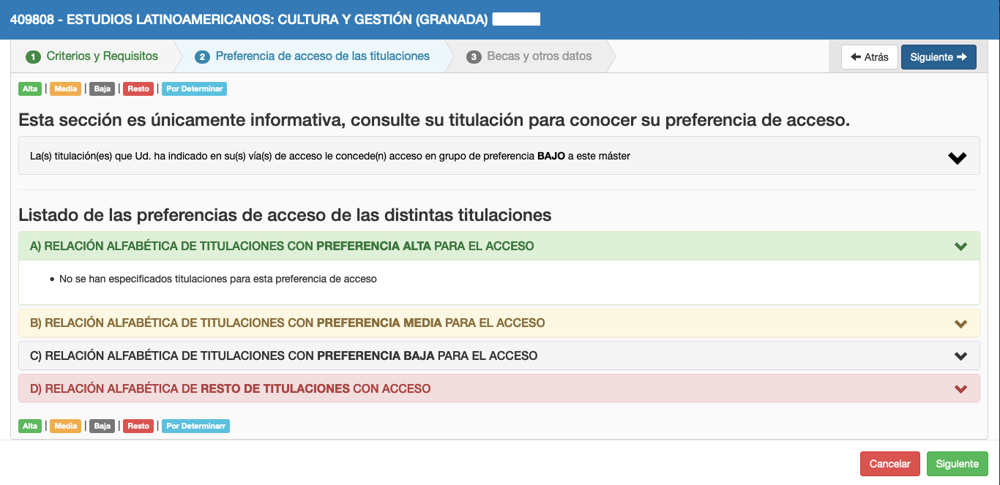 409808 - ESTUDIOS LATINOAMERICANOS: CULTURA Y GESTIÓN (GRANADA)
1 Criterios y Requisitos 2 Preferencia de acceso de las titulaciones 3 Becas y otros datos Atrás Siguiente
Alta | Media | Baja | Resto | Por Determinar
Esta sección es únicamente informativa, consulte su titulación para conocer su preferencia de acceso.
La(s) titulación(es) que Ud. ha indicado en su(s) vía(s) de acceso le concede(n) acceso en grupo de preferencia BAJO a este máster
Listado de las preferencias de acceso de las distintas titulaciones
A) RELACIÓN ALFABÉTICA DE TITULACIONES CON PREFERENCIA ALTA PARA EL ACCESO
• No se han especificados titulaciones para esta preferencia de acceso
B) RELACIÓN ALFABÉTICA DE TITULACIONES CON PREFERENCIA MEDIA PARA EL ACCESO
C) RELACIÓN ALFABÉTICA DE TITULACIONES CON PREFERENCIA BAJA PARA EL ACCESO
D) RELACIÓN ALFABÉTICA DE RESTO DE TITULACIONES CON ACCESO
Alta | Media | Baja | Resto | Por Determinarr
Cancelar Siguiente